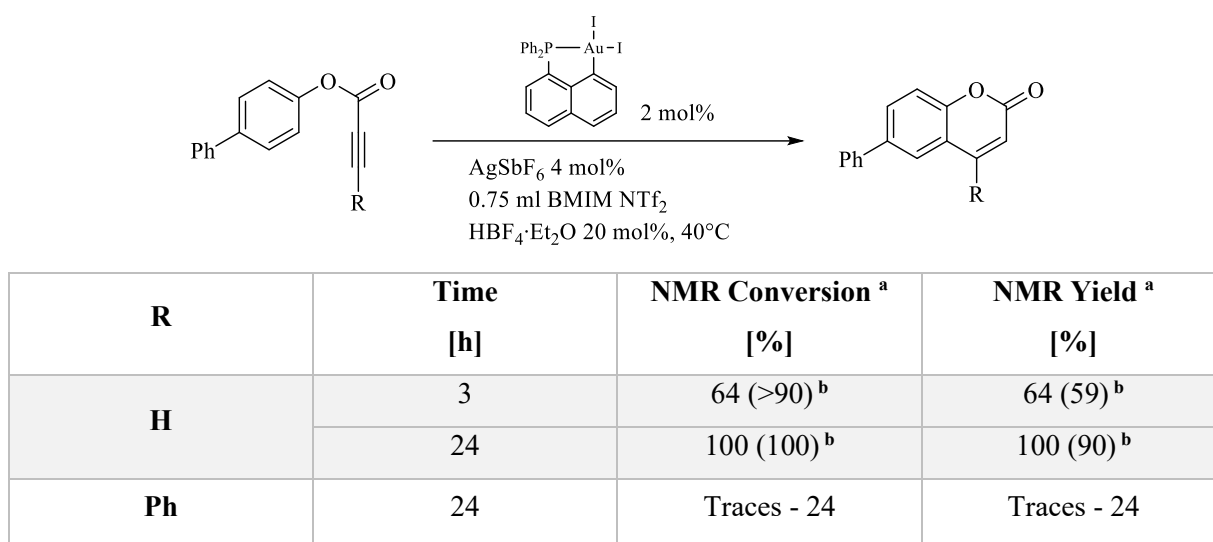 I
Ph2P Au I
O O
Ph
R
2 mol%
AgSbF6 4 mol%
0.75 ml BMIM NTf2
HBF4·Et2O 20 mol%, 40°C
O O
Ph
R
R Time [h] NMR Conversion a [%] NMR Yield a [%]
H 3 64 (>90) b 64 (59) b
24 100 (100) b 100 (90) b
Ph 24 Traces - 24 Traces - 24